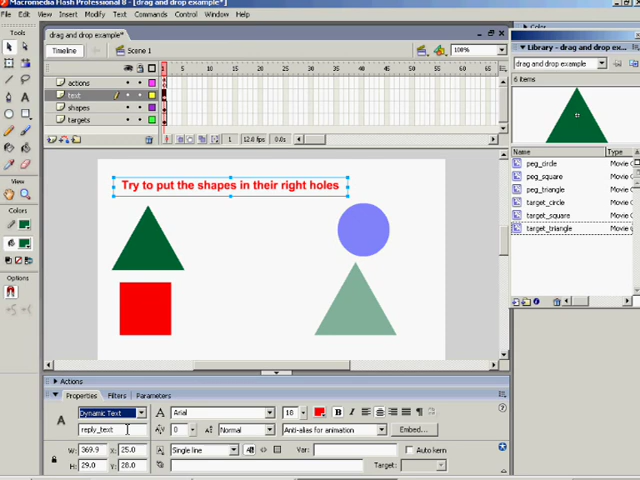 Macromedia Flash Professional 8 - [drag and drop example*]
File Edit View Insert Modify Text Commands Control Window Help
Tools
drag and drop example*
Timeline Scene 1 100%
Color
Library - drag and drop ex...
drag and drop example
6 items
1 5 10 15 20 25 30 35 40 45 50 55 60 65
actions
text
shapes
targets
1 12.0 fps 0.0s
View
Colors
Options
Name Type
peg_circle Movie C
peg_square Movie C
peg_triangle Movie C
target_circle Movie C
target_square Movie C
target_triangle Movie C
Try to put the shapes in their right holes
Actions
Properties Filters Parameters
Dynamic Text Arial 18
reply_text 0 Normal Anti-alias for animation Embed...
W: 369.9 X: 25.0 Single line Var: Auto kern
H: 29.0 Y: 28.0 Target: